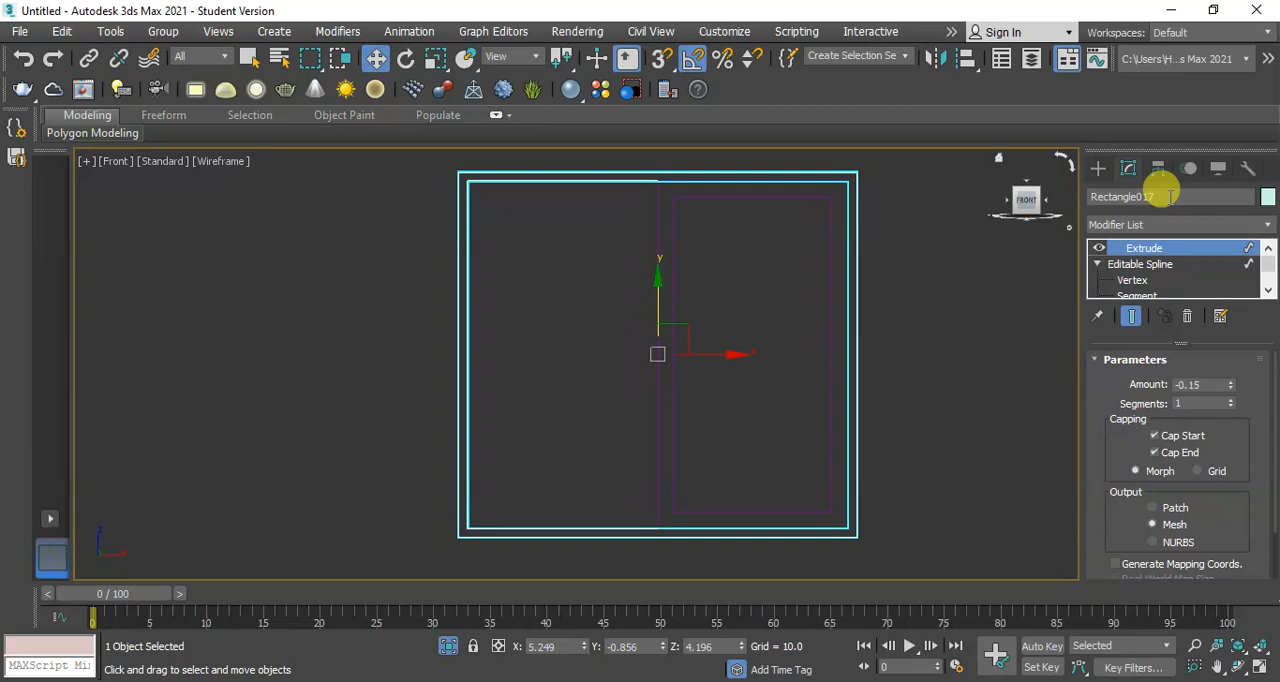 Untitled - Autodesk 3ds Max 2021 - Student Version
File Edit Tools Group Views Create Modifiers Animation Graph Editors Rendering Civil View Customize Scripting Interactive Sign In Workspaces: Default
All View Create Selection Se C:\Users\H...s Max 2021
Modeling Freeform Selection Object Paint Populate
Polygon Modeling
[+] [Front] [Standard] [Wireframe]
FRONT
Rectangle017
Modifier List
Extrude
Editable Spline
Vertex
Segment
Parameters
Amount: -0.15
Segments: 1
Capping
Cap Start
Cap End
Morph Grid
Output
Patch
Mesh
NURBS
Generate Mapping Coords.
Real-World Map Size
y
x
z
x
0 / 100
0 5 10 15 20 25 30 35 40 45 50 55 60 65 70 75 80 85 90 95 100
1 Object Selected X: 5.249 Y: -0.856 Z: 4.196 Grid = 10.0 Auto Key Selected
MAXScript Mi Click and drag to select and move objects Add Time Tag 0 Set Key Key Filters...